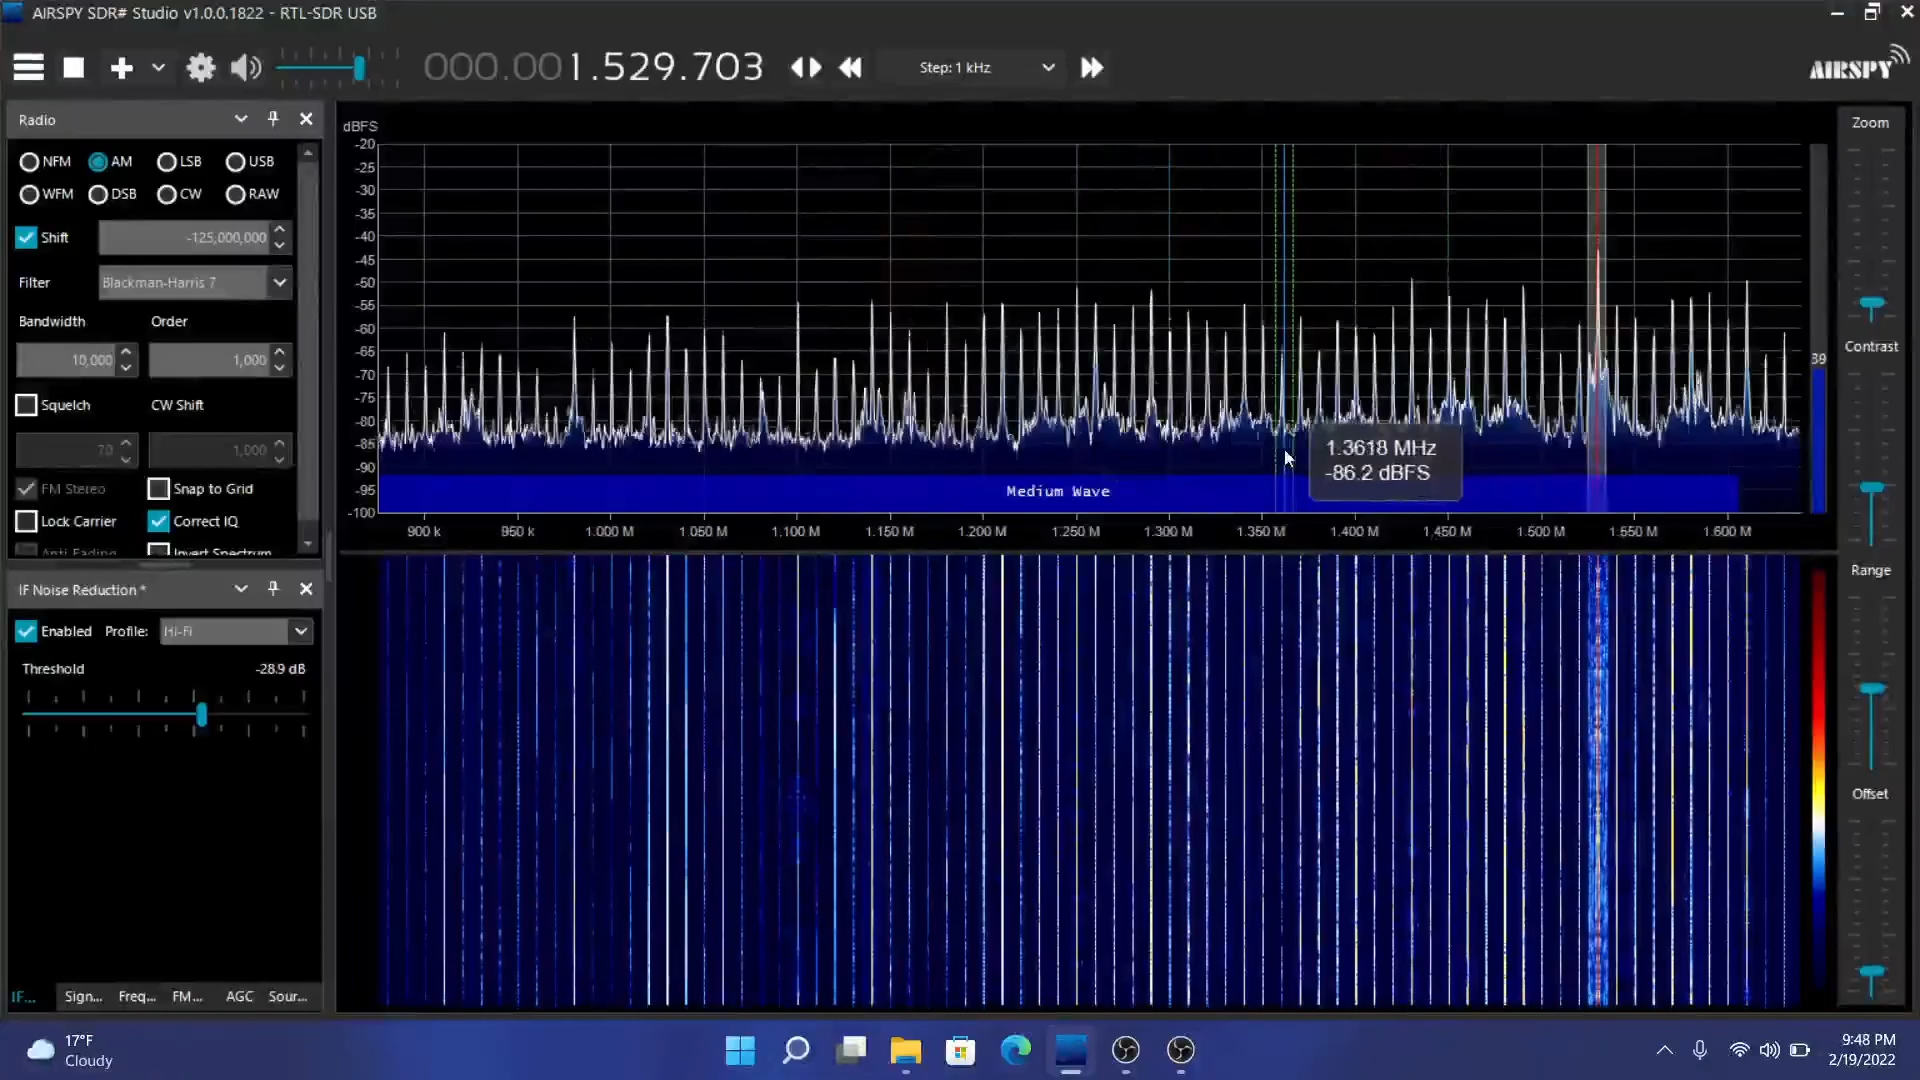 AIRSPY SDR# Studio v1.0.0.1822 - RTL-SDR USB
000.001.529.703
Step: 1 kHz
AIRSPY
Radio
NFM AM LSB USB
WFM DSB CW RAW
Shift -125,000,000
Filter Blackman-Harris 7
Bandwidth Order
10,000 1,000
Squelch CW Shift
70 1,000
FM Stereo Snap to Grid
Lock Carrier Correct IQ
Anti Fading Invert Spectrum
IF Noise Reduction *
Enabled Profile: Hi-Fi
Threshold -28.9 dB
IF... Sign... Freq... FM... AGC Sour...
dBFS
-20
-25
-30
-35
-40
-45
-50
-55
-60
-65
-70
-75
-80
-85
-90
-95
-100
1.3618 MHz
-86.2 dBFS
Medium Wave
900 k 950 k 1.000 M 1.050 M 1.100 M 1.150 M 1.200 M 1.250 M 1.300 M 1.350 M 1.400 M 1.450 M 1.500 M 1.550 M 1.600 M
39
Zoom
Contrast
Range
Offset
17°F
Cloudy
9:48 PM
2/19/2022